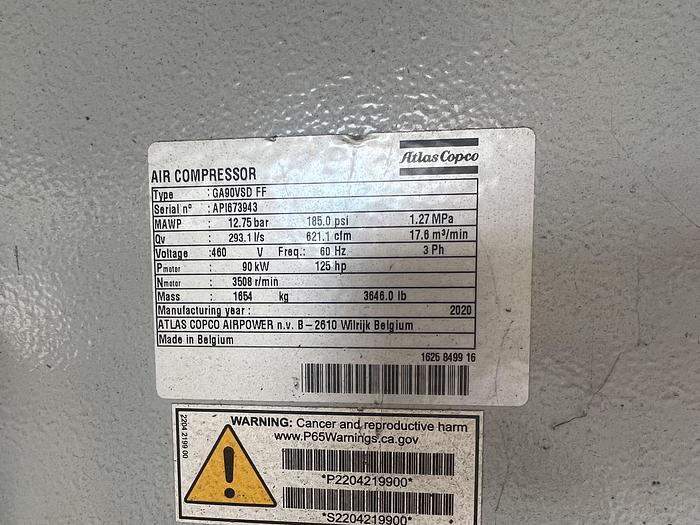 Atlas Copco
AIR COMPRESSOR
Type : GA90VSD FF
Serial nº : API673943
MAWP : 12.75 bar 185.0 psi 1.27 MPa
Qv : 293.1 l/s 621.1 cfm 17.6 m³/min
Voltage :460 V Freq.: 60 Hz 3 Ph
Pmotor : 90 kW 125 hp
Nmotor : 3508 r/min
Mass : 1654 kg 3646.0 lb
Manufacturing year : 2020
ATLAS COPCO AIRPOWER n.v. B-2610 Wilrijk Belgium
Made in Belgium
1625 8499 16
2204 2199 00
WARNING: Cancer and reproductive harm
www.P65Warnings.ca.gov
*P2204219900*
*S2204219900*